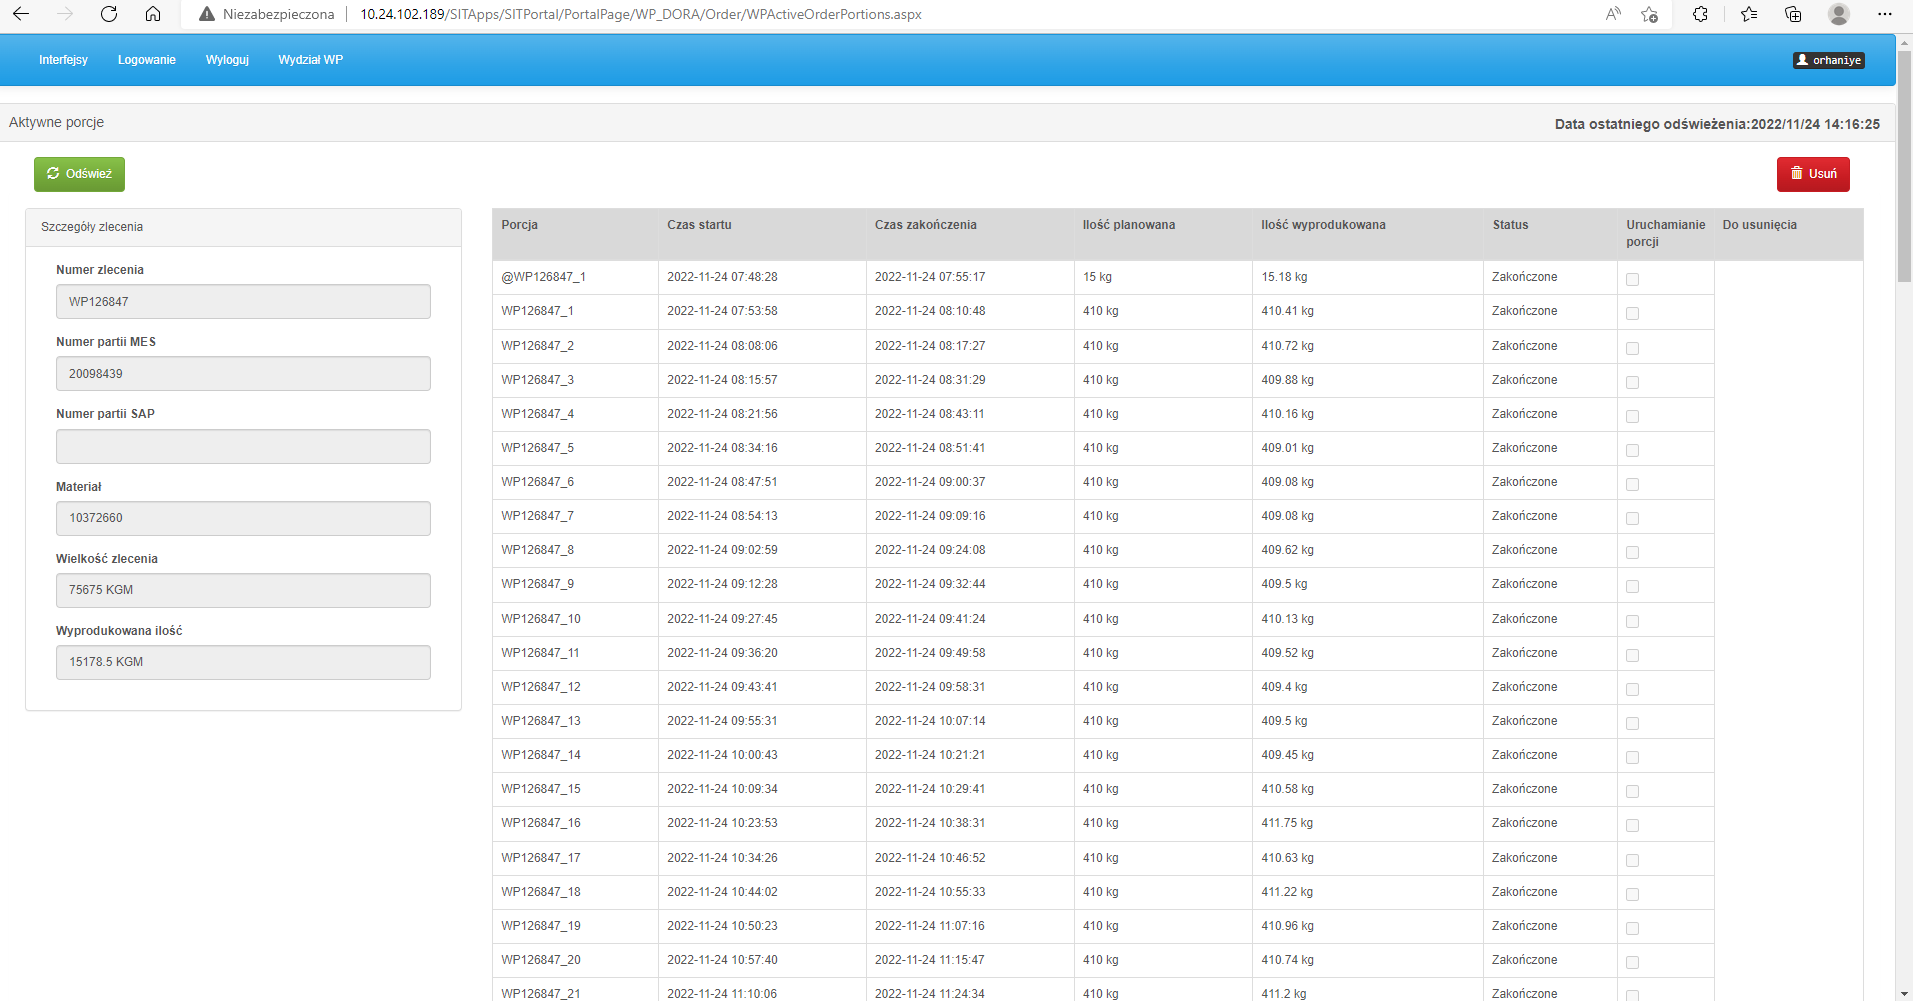 Niezabezpieczona
10.24.102.189/SITApps/SITPortal/PortalPage/WP_DORA/Order/WPActiveOrderPortions.aspx
Interfejsy Logowanie Wyloguj Wydział WP
orhaniye
Aktywne porcje
Data ostatniego odświeżenia:2022/11/24 14:16:25
Odśwież
Usuń
Szczegóły zlecenia
Numer zlecenia
WP126847
Numer partii MES
20098439
Numer partii SAP
Materiał
10372660
Wielkość zlecenia
75675 KGM
Wyprodukowana ilość
15178.5 KGM
Porcja Czas startu Czas zakończenia Ilość planowana Ilość wyprodukowana Status Uruchamianie porcji Do usunięcia
@WP126847_1 2022-11-24 07:48:28 2022-11-24 07:55:17 15 kg 15.18 kg Zakończone
WP126847_1 2022-11-24 07:53:58 2022-11-24 08:10:48 410 kg 410.41 kg Zakończone
WP126847_2 2022-11-24 08:08:06 2022-11-24 08:17:27 410 kg 410.72 kg Zakończone
WP126847_3 2022-11-24 08:15:57 2022-11-24 08:31:29 410 kg 409.88 kg Zakończone
WP126847_4 2022-11-24 08:21:56 2022-11-24 08:43:11 410 kg 410.16 kg Zakończone
WP126847_5 2022-11-24 08:34:16 2022-11-24 08:51:41 410 kg 409.01 kg Zakończone
WP126847_6 2022-11-24 08:47:51 2022-11-24 09:00:37 410 kg 409.08 kg Zakończone
WP126847_7 2022-11-24 08:54:13 2022-11-24 09:09:16 410 kg 409.08 kg Zakończone
WP126847_8 2022-11-24 09:02:59 2022-11-24 09:24:08 410 kg 409.62 kg Zakończone
WP126847_9 2022-11-24 09:12:28 2022-11-24 09:32:44 410 kg 409.5 kg Zakończone
WP126847_10 2022-11-24 09:27:45 2022-11-24 09:41:24 410 kg 410.13 kg Zakończone
WP126847_11 2022-11-24 09:36:20 2022-11-24 09:49:58 410 kg 409.52 kg Zakończone
WP126847_12 2022-11-24 09:43:41 2022-11-24 09:58:31 410 kg 409.4 kg Zakończone
WP126847_13 2022-11-24 09:55:31 2022-11-24 10:07:14 410 kg 409.5 kg Zakończone
WP126847_14 2022-11-24 10:00:43 2022-11-24 10:21:21 410 kg 409.45 kg Zakończone
WP126847_15 2022-11-24 10:09:34 2022-11-24 10:29:41 410 kg 410.58 kg Zakończone
WP126847_16 2022-11-24 10:23:53 2022-11-24 10:38:31 410 kg 411.75 kg Zakończone
WP126847_17 2022-11-24 10:34:26 2022-11-24 10:46:52 410 kg 410.63 kg Zakończone
WP126847_18 2022-11-24 10:44:02 2022-11-24 10:55:33 410 kg 411.22 kg Zakończone
WP126847_19 2022-11-24 10:50:23 2022-11-24 11:07:16 410 kg 410.96 kg Zakończone
WP126847_20 2022-11-24 10:57:40 2022-11-24 11:15:47 410 kg 410.74 kg Zakończone
WP126847_21 2022-11-24 11:10:06 2022-11-24 11:24:34 410 kg 411.2 kg Zakończone